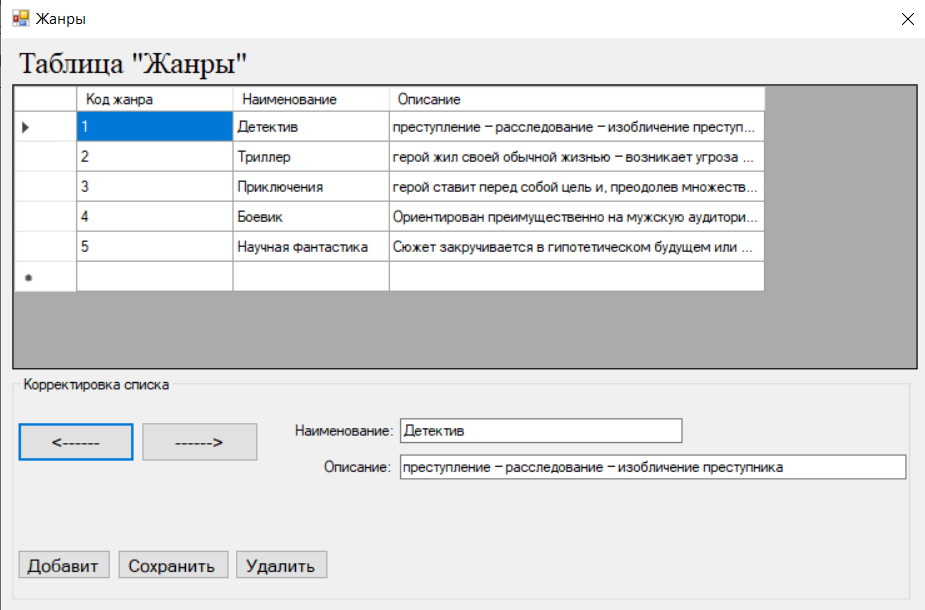 Жанры
Таблица "Жанры"
Код жанра Наименование Описание
1 Детектив преступление – расследование – изобличение преступ...
2 Триллер герой жил своей обычной жизнью – возникает угроза ...
3 Приключения герой ставит перед собой цель и, преодолев множеств...
4 Боевик Ориентирован преимущественно на мужскую аудитори...
5 Научная фантастика Сюжет закручивается в гипотетическом будущем или ...
Корректировка списка
<------ ------> Наименование: Детектив
Описание: преступление – расследование – изобличение преступника
Добавит Сохранить Удалить